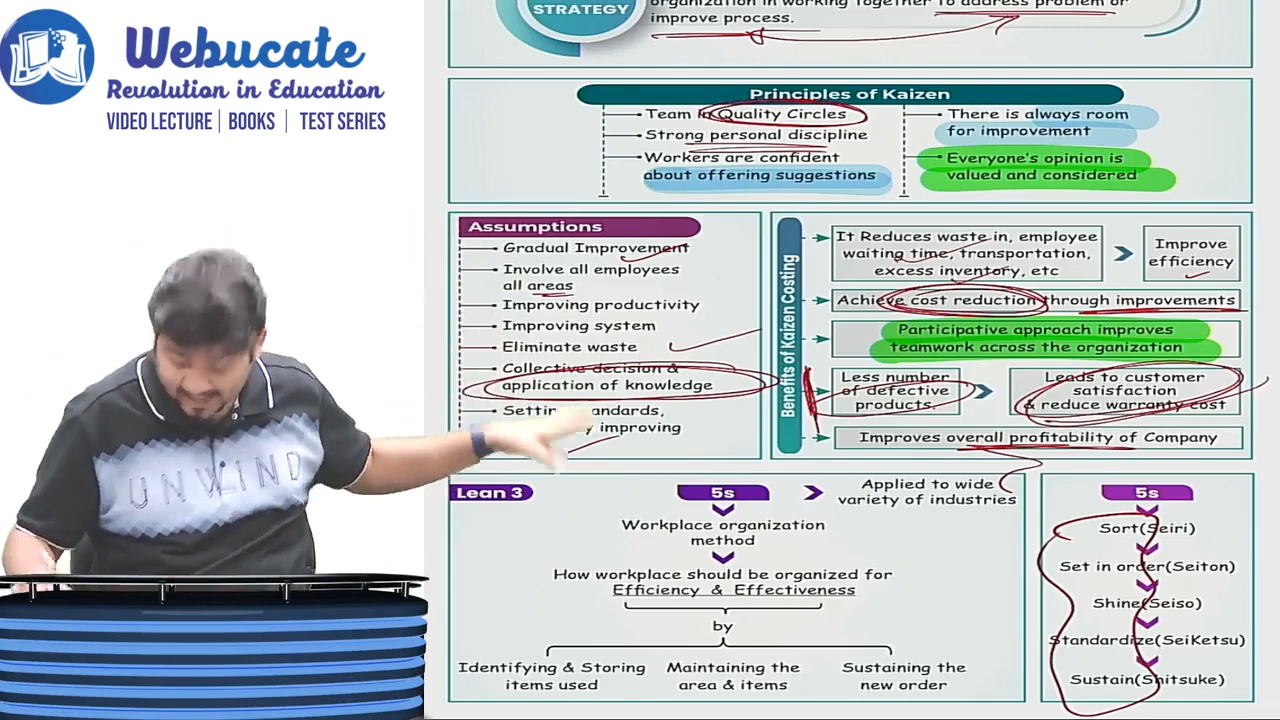 Webucate
Revolution in Education
VIDEO LECTURE | BOOKS | TEST SERIES
STRATEGY
organization in working together to address problem or
improve process.
Principles of Kaizen
Team in Quality Circles
Strong personal discipline
Workers are confident
about offering suggestions
There is always room
for improvement
Everyone's opinion is
valued and considered
Assumptions
Gradual Improvement
Involve all employees
all areas
Improving productivity
Improving system
Eliminate waste
Collective decision &
application of knowledge
improving
Benefits of Kaizen Costing
It Reduces waste in, employee
waiting time, transportation,
excess inventory, etc
Improve
efficiency
Achieve cost reduction through improvements
Participative approach improves
teamwork across the organization
Less number
of defective
products.
Leads to customer
satisfaction
& reduce warranty cost
Improves overall profitability of Company
Lean 3
5s
Applied to wide
variety of industries
Workplace organization
method
How workplace should be organized for
Efficiency & Effectiveness
by
Identifying & Storing
items used
Maintaining the
area & items
Sustaining the
new order
5s
Sort(Seiri)
Set in order(Seiton)
Shine(Seiso)
Standardize(SeiKetsu)
Sustain(Shitsuke)
UNWIND